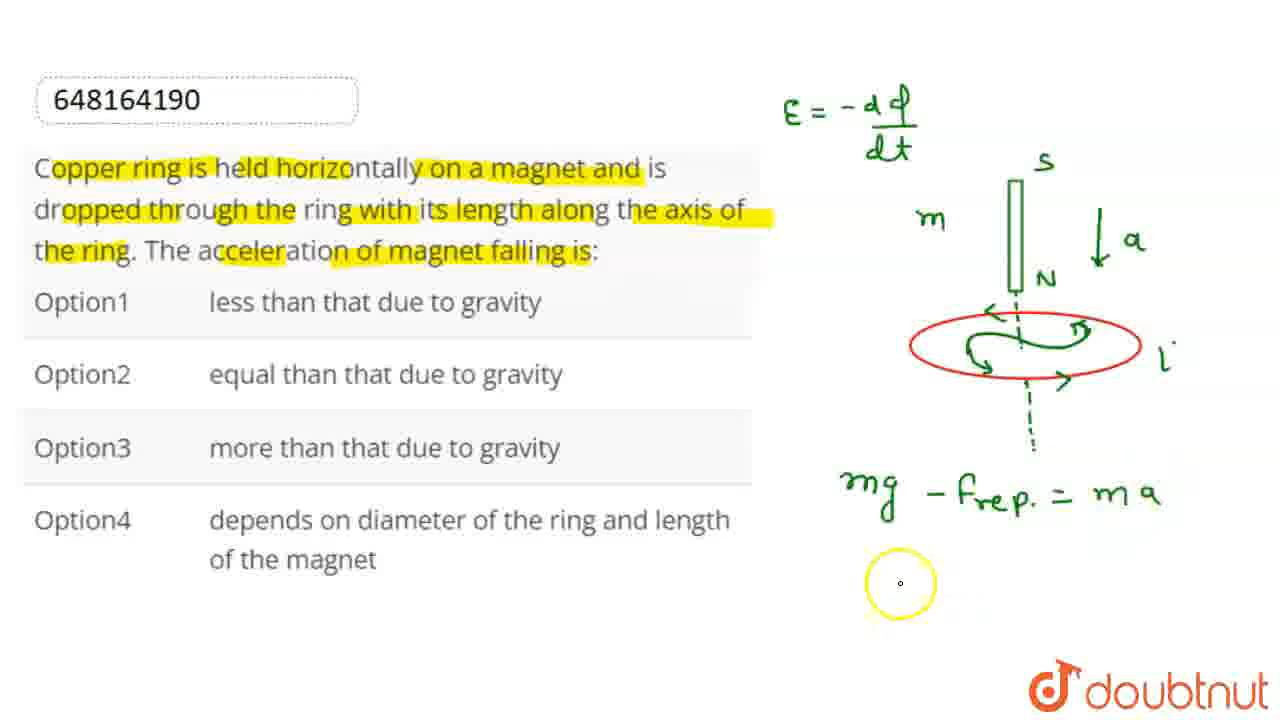 648164190
Copper ring is held horizontally on a magnet and is
dropped through the ring with its length along the axis of
the ring. The acceleration of magnet falling is:
Option1 less than that due to gravity
Option2 equal than that due to gravity
Option3 more than that due to gravity
Option4 depends on diameter of the ring and length
of the magnet
ε = -dφ/dt
S
m
a
N
i
mg - Frep. = ma
doubtnut